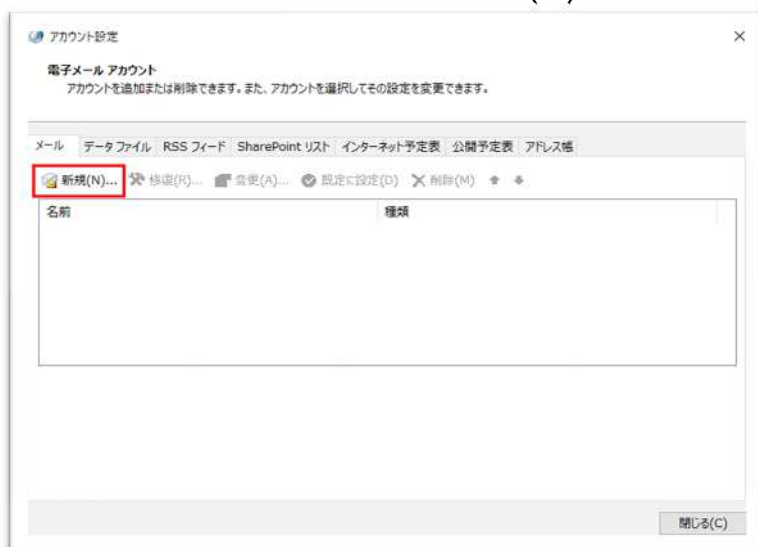 アカウント設定
電子メール アカウント
アカウントを追加または削除できます。また、アカウントを選択してその設定を変更できます。
メール データ ファイル RSS フィード SharePoint リスト インターネット予定表 公開予定表 アドレス帳
新規(N)... 修復(R)... 変更(A)... 既定に設定(D) 削除(M)
名前 種類
閉じる(C)